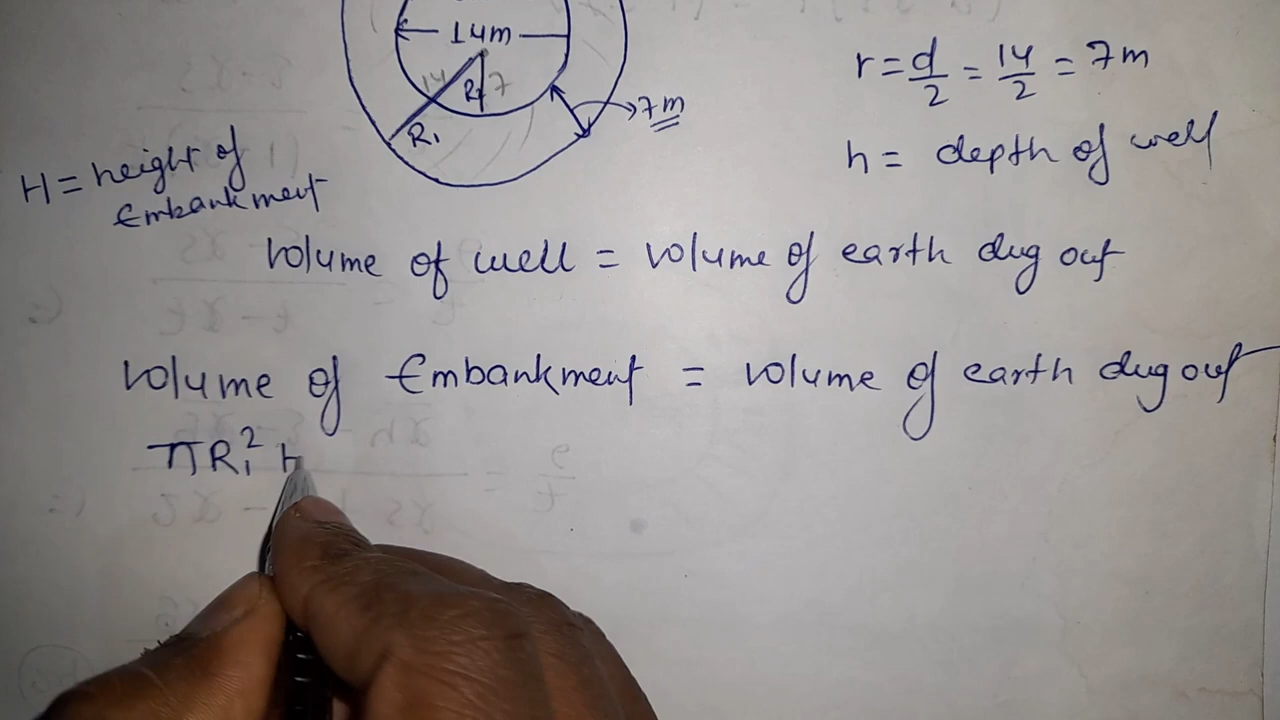 14m
14
R₂ 7
R₁
7m
r = d/2 = 14/2 = 7m
h = depth of well
H = height of
Embankment
volume of well = volume of earth dug out
volume of Embankment = volume of earth dug out
πR₁² H